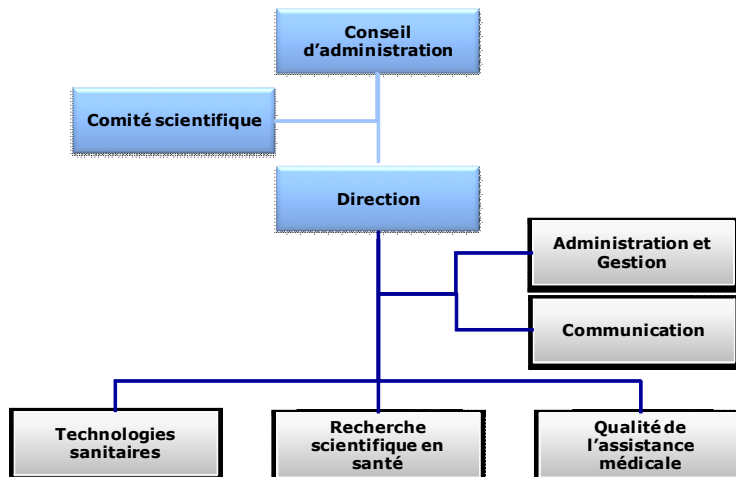 Conseil
d’administration
Comité scientifique
Direction
Administration et
Gestion
Communication
Technologies
sanitaires
Recherche
scientifique en
santé
Qualité de
l’assistance
médicale